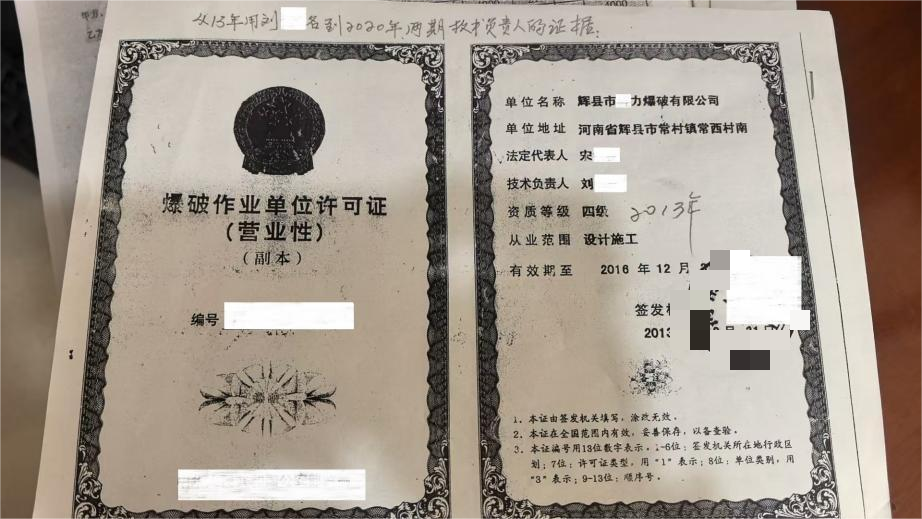 从13年用刘 名到2020年两期技术负责人的证据:
爆破作业单位许可证
(营业性)
(副本)
编号
单位名称 辉县市 力爆破有限公司
单位地址 河南省辉县市常村镇常西村南
法定代表人 宋
技术负责人 刘
资质等级 四级 2013年
从业范围 设计施工
有效期至 2016 年 12 月
签发机
2013
1. 本证由签发机关填写,涂改无效。
2. 本证在全国范围内有效,妥善保存,以备查验。
3. 本证编号用13位数字表示,1-6位:签发机关所在地行政区
划;7位:许可证类型,用"1"表示;8位:单位类别,用
"3"表示;9-13位:顺序号。